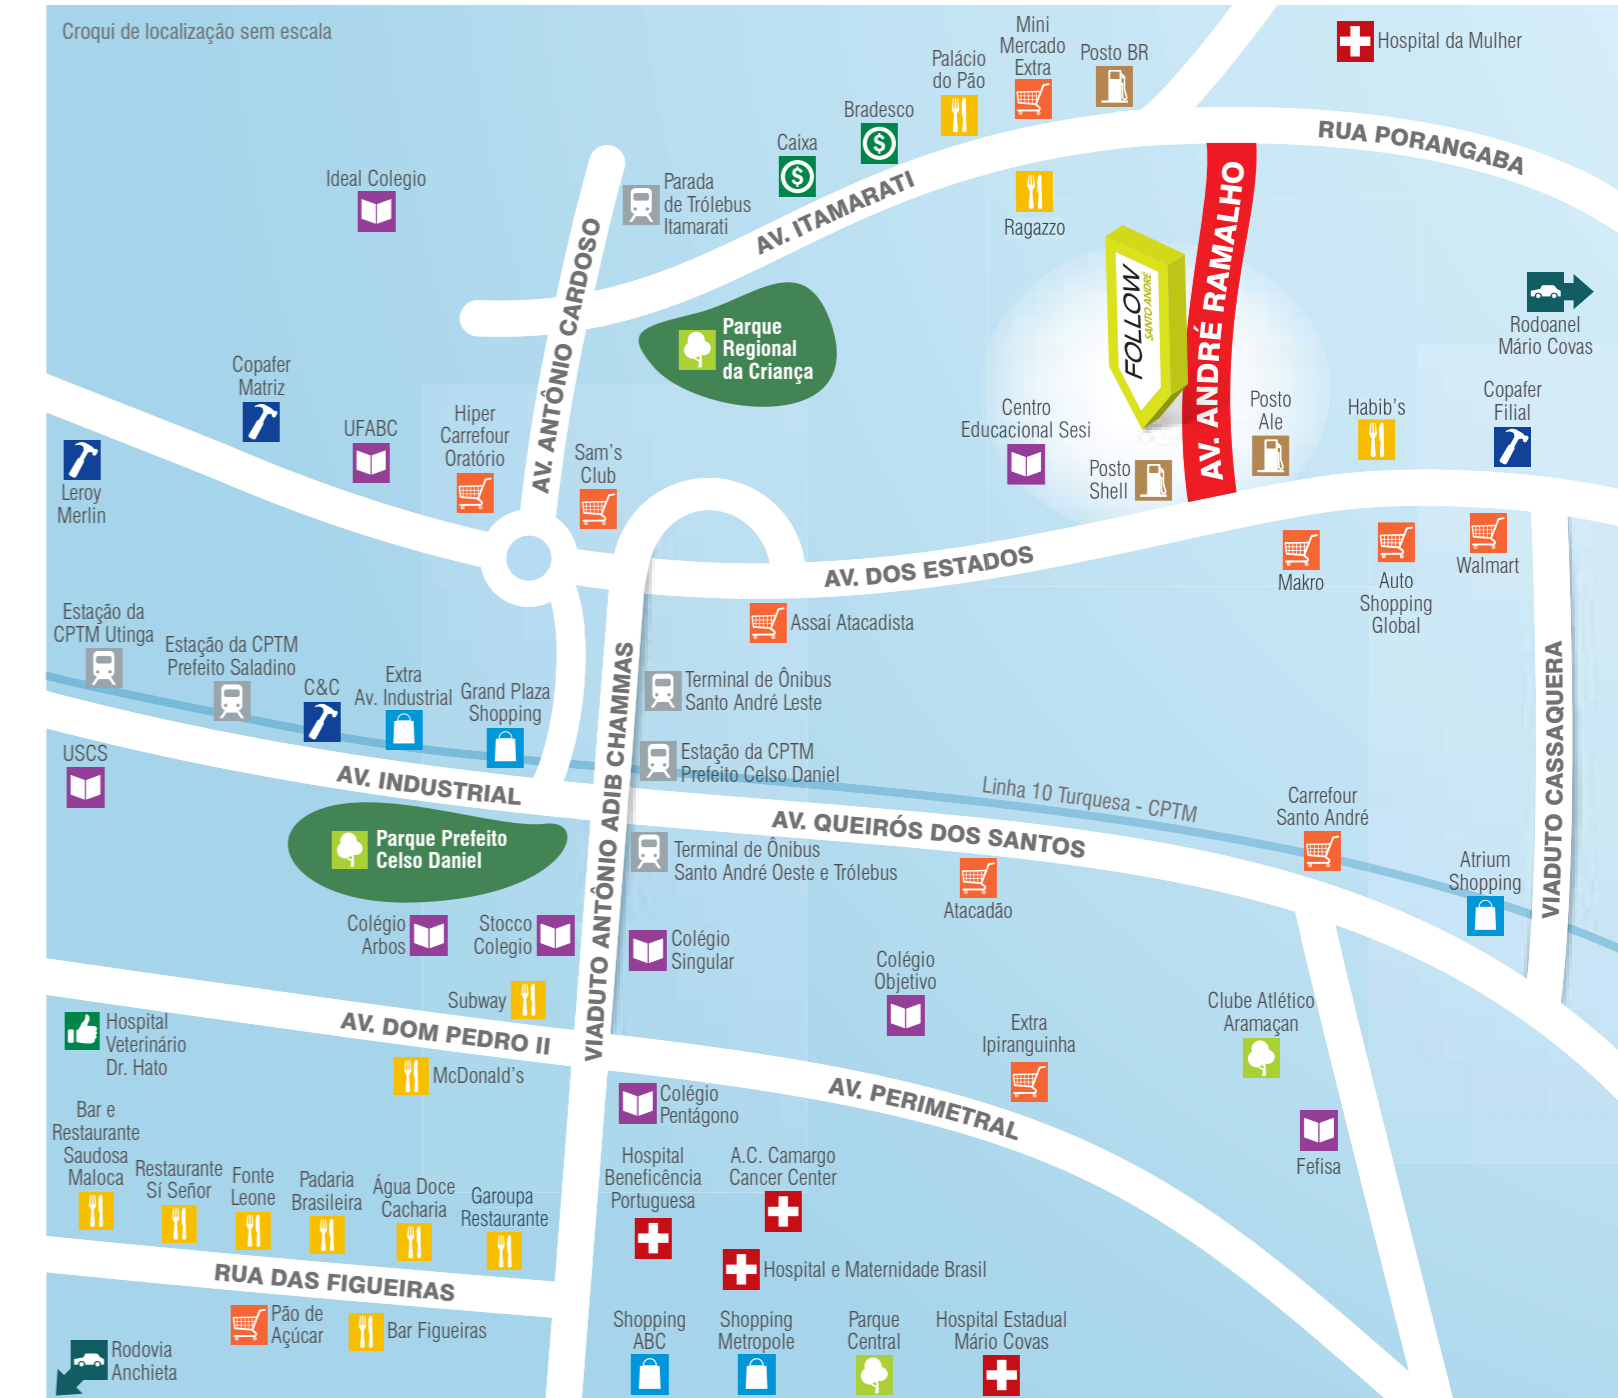 Croqui de localização sem escala
Mini
Mercado
Extra
Posto BR
Palácio
do Pão
Bradesco
Caixa
Hospital da Mulher
RUA PORANGABA
Ideal Colegio
Parada
de Trólebus
Itamarati
AV. ITAMARATI
Ragazzo
AV. ANTÔNIO CARDOSO
AV. ANDRÉ RAMALHO
FOLLOW
SANTO ANDRÉ
Rodoanel
Mário Covas
Parque
Regional
da Criança
Copafer
Matriz
UFABC
Hiper
Carrefour
Oratório
Sam's
Club
Leroy
Merlin
Centro
Educacional Sesi
Posto
Shell
Posto
Ale
Habib's
Copafer
Filial
AV. DOS ESTADOS
Makro
Auto
Shopping
Global
Walmart
Assaí Atacadista
Estação da
CPTM Utinga
Estação da CPTM
Prefeito Saladino
C&C
Extra
Av. Industrial
Grand Plaza
Shopping
VIADUTO ANTÔNIO ADIB CHAMMAS
Terminal de Ônibus
Santo André Leste
Estação da CPTM
Prefeito Celso Daniel
VIADUTO CASSAQUERA
USCS
AV. INDUSTRIAL
Linha 10 Turquesa - CPTM
AV. QUEIRÓS DOS SANTOS
Carrefour
Santo André
Parque Prefeito
Celso Daniel
Terminal de Ônibus
Santo André Oeste e Trólebus
Atacadão
Atrium
Shopping
Colégio
Arbos
Stocco
Colegio
Colégio
Singular
Colégio
Objetivo
Subway
AV. DOM PEDRO II
Hospital
Veterinário
Dr. Hato
McDonald's
Extra
Ipiranguinha
Clube Atlético
Aramaçan
AV. PERIMETRAL
Colégio
Pentágono
Fefisa
Bar e
Restaurante
Saudosa
Maloca
Restaurante
Sí Señor
Fonte
Leone
Padaria
Brasileira
Água Doce
Cacharia
Garoupa
Restaurante
Hospital
Beneficência
Portuguesa
A.C. Camargo
Cancer Center
Hospital e Maternidade Brasil
RUA DAS FIGUEIRAS
Pão de
Açúcar
Bar Figueiras
Shopping
ABC
Shopping
Metropole
Parque
Central
Hospital Estadual
Mário Covas
Rodovia
Anchieta